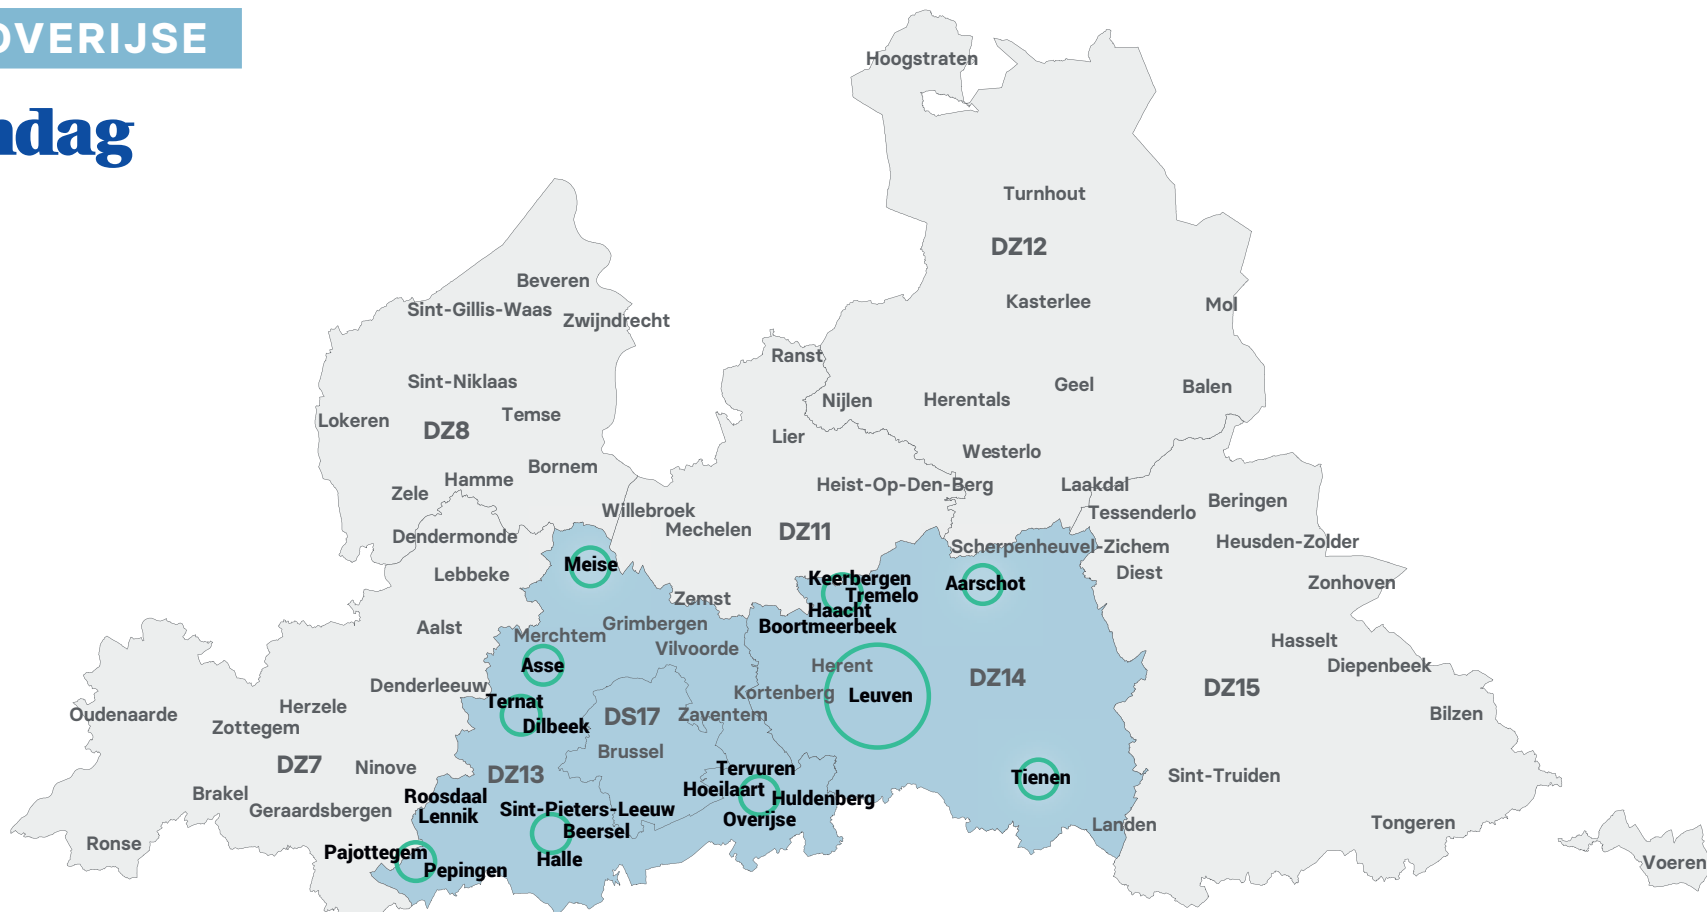 OVERIJSE
ndag
Hoogstraten
Turnhout
DZ12
Beveren
Sint-Gillis-Waas
Zwijndrecht
Kasterlee
Mol
Ranst
Sint-Niklaas
Geel
Balen
Nijlen
Herentals
Temse
Lokeren
DZ8
Lier
Westerlo
Bornem
Hamme
Zele
Heist-Op-Den-Berg
Laakdal
Beringen
Willebroek
Tessenderlo
Mechelen
DZ11
Dendermonde
Heusden-Zolder
Scherpenheuvel-Zichem
Meise
Lebbeke
Diest
Keerbergen
Aarschot
Zonhoven
Tremelo
Zemst
Haacht
Grimbergen
Boortmeerbeek
Aalst
Merchtem
Hasselt
Vilvoorde
Asse
Herent
Diepenbeek
DZ14
Denderleeuw
DZ15
Kortenberg
Leuven
Ternat
Herzele
Oudenaarde
DS17
Zaventem
Bilzen
Zottegem
Dilbeek
Brussel
DZ7
Ninove
DZ13
Tervuren
Tienen
Sint-Truiden
Hoeilaart
Brakel
Roosdaal
Huldenberg
Geraardsbergen
Sint-Pieters-Leeuw
Lennik
Overijse
Landen
Tongeren
Beersel
Ronse
Pajottegem
Halle
Voeren
Pepingen